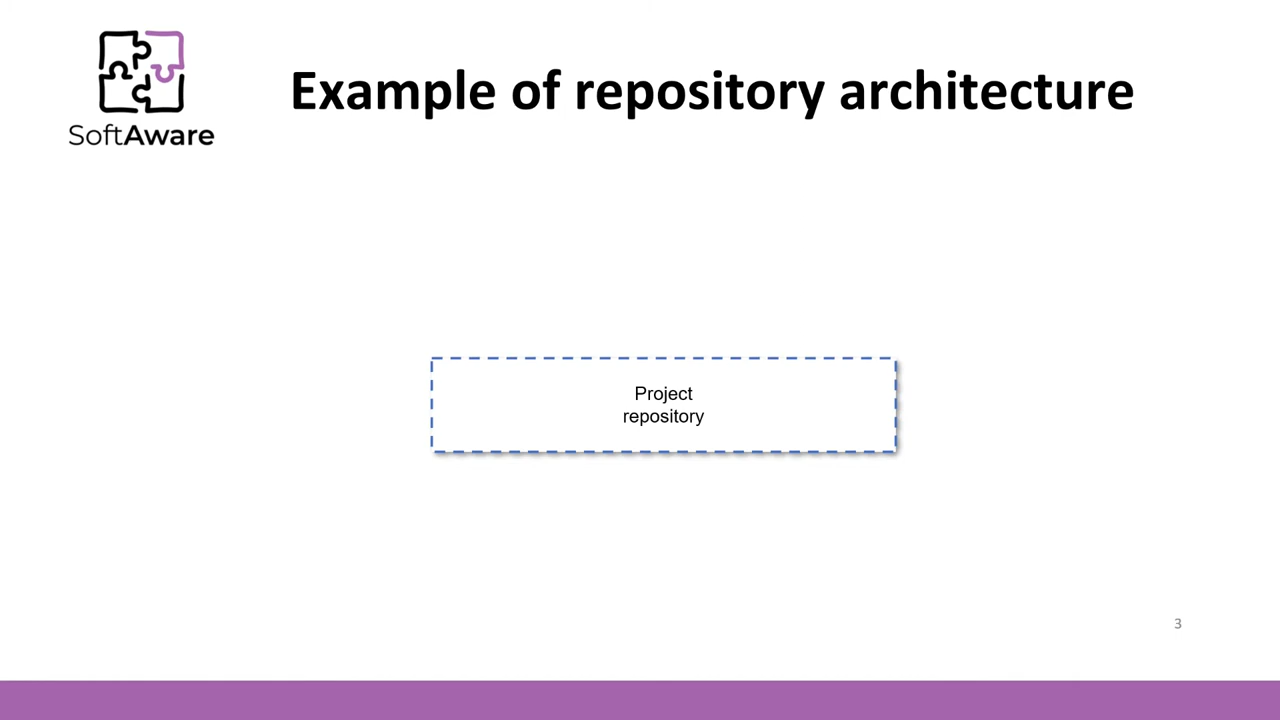 SoftAware
Example of repository architecture
Project
repository
3